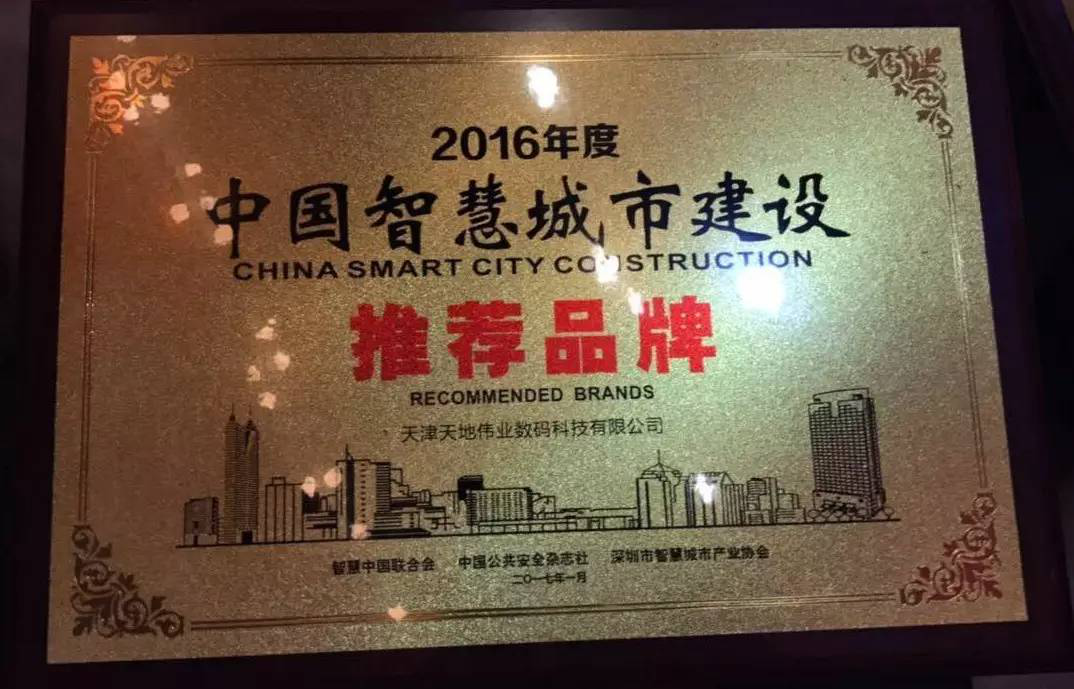 2016年度
中国智慧城市建设
CHINA SMART CITY CONSTRUCTION
推荐品牌
RECOMMENDED BRANDS
天津天地伟业数码科技有限公司
智慧中国联合会 中国公共安全杂志社 深圳市智慧城市产业协会
二〇一七年一月